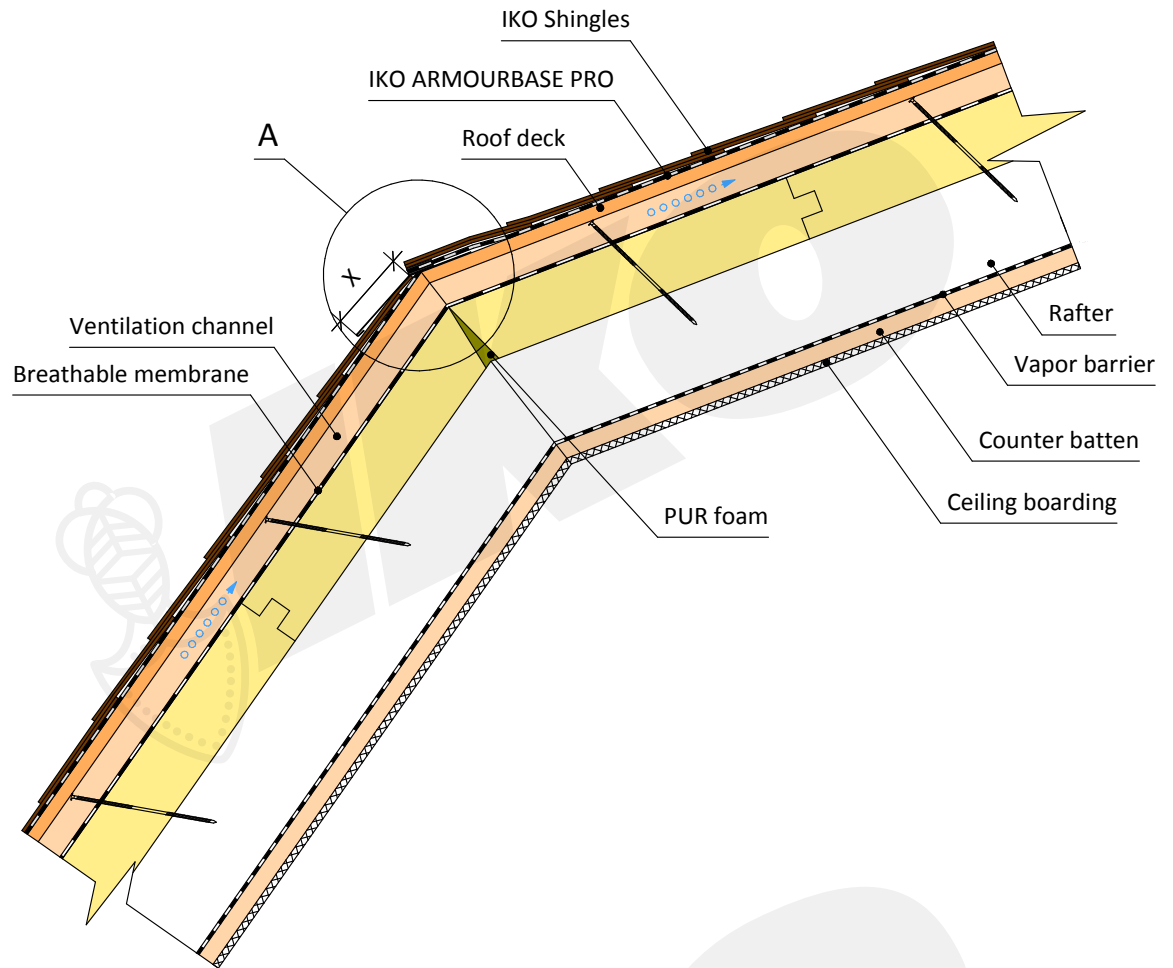 IKO Shingles
IKO ARMOURBASE PRO
A
Roof deck
X
Ventilation channel
Breathable membrane
Rafter
Vapor barrier
Counter batten
Ceiling boarding
PUR foam
IKO